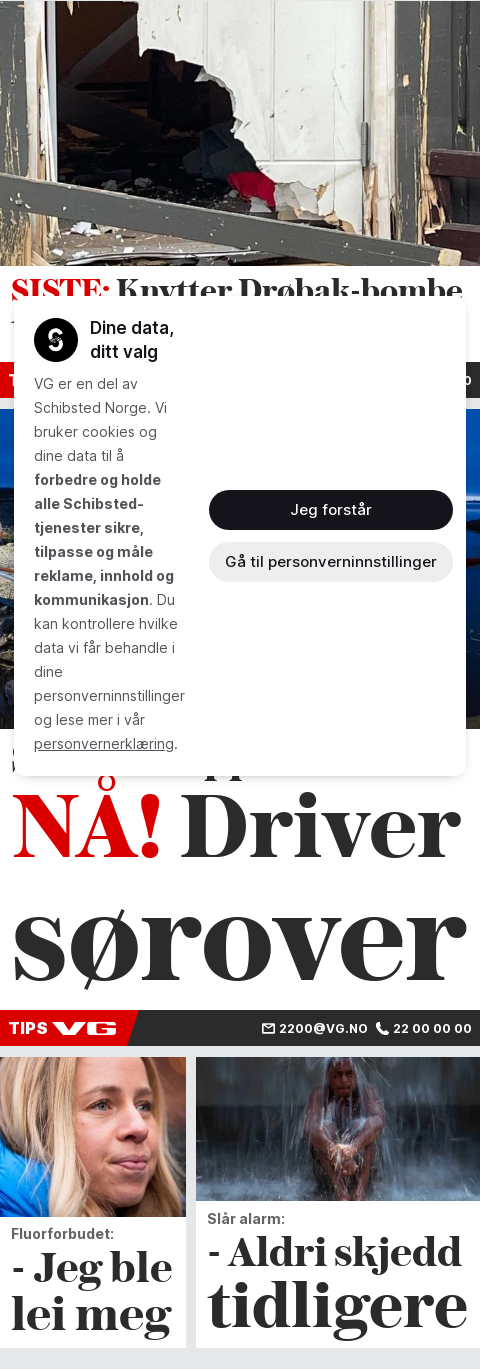 SISTE: Knytter Drøbak-bombe
Dine data,
ditt valg
VG er en del av
Schibsted Norge. Vi
bruker cookies og
dine data til å
forbedre og holde
alle Schibsted-
tjenester sikre,
tilpasse og måle
reklame, innhold og
kommunikasjon. Du
kan kontrollere hvilke
data vi får behandle i
dine
personverninnstillinger
og lese mer i vår
personvernerklæring.
Jeg forstår
Gå til personverninnstillinger
NÅ! Driver
sørover
TIPS VG
2200@VG.NO 22 00 00 00
Fluorforbudet:
- Jeg ble
lei meg
Slår alarm:
- Aldri skjedd
tidligere